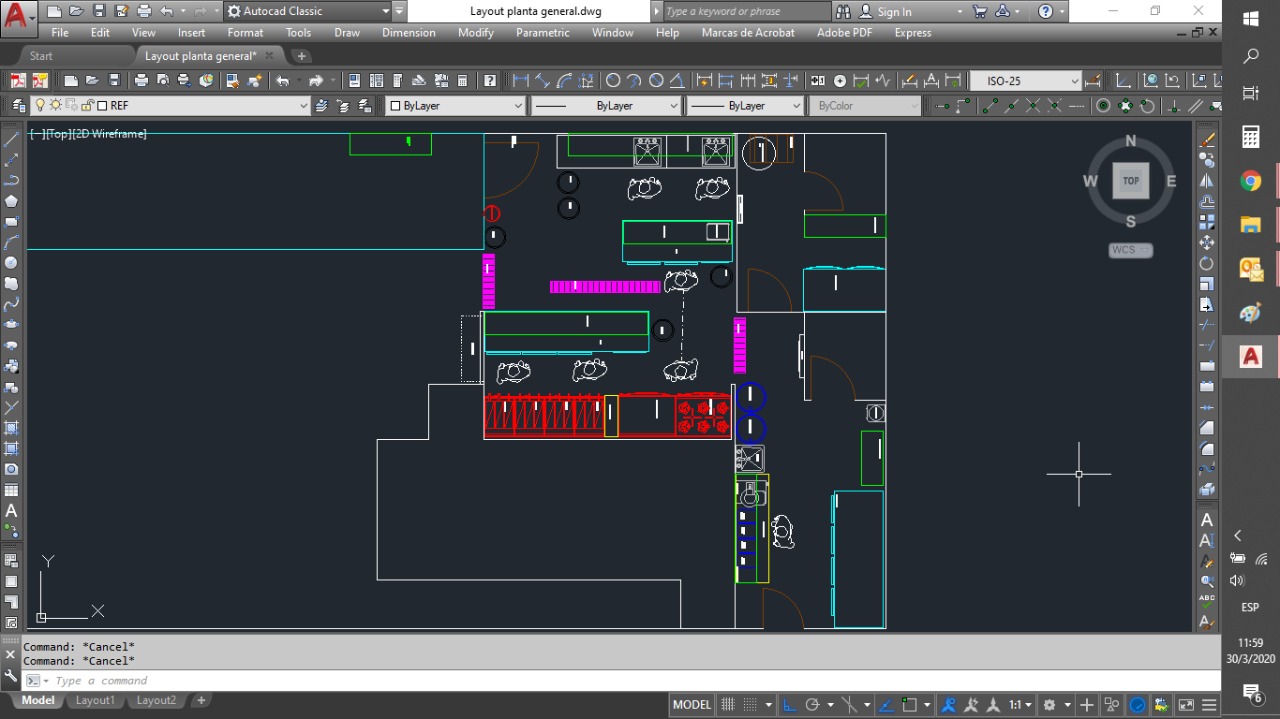 Autocad Classic
Layout planta general.dwg
Type a keyword or phrase
Sign In
File Edit View Insert Format Tools Draw Dimension Modify Parametric Window Help Marcas de Acrobat Adobe PDF Express
Start
Layout planta general*
ISO-25
REF
ByLayer
ByLayer
ByLayer
ByColor
[−][Top][2D Wireframe]
N
W TOP E
S
WCS
Y
X
A
A
ABC
A
ESP
11:59
30/3/2020
6
Command: *Cancel*
Command: *Cancel*
Type a command
Model Layout1 Layout2
MODEL
1:1